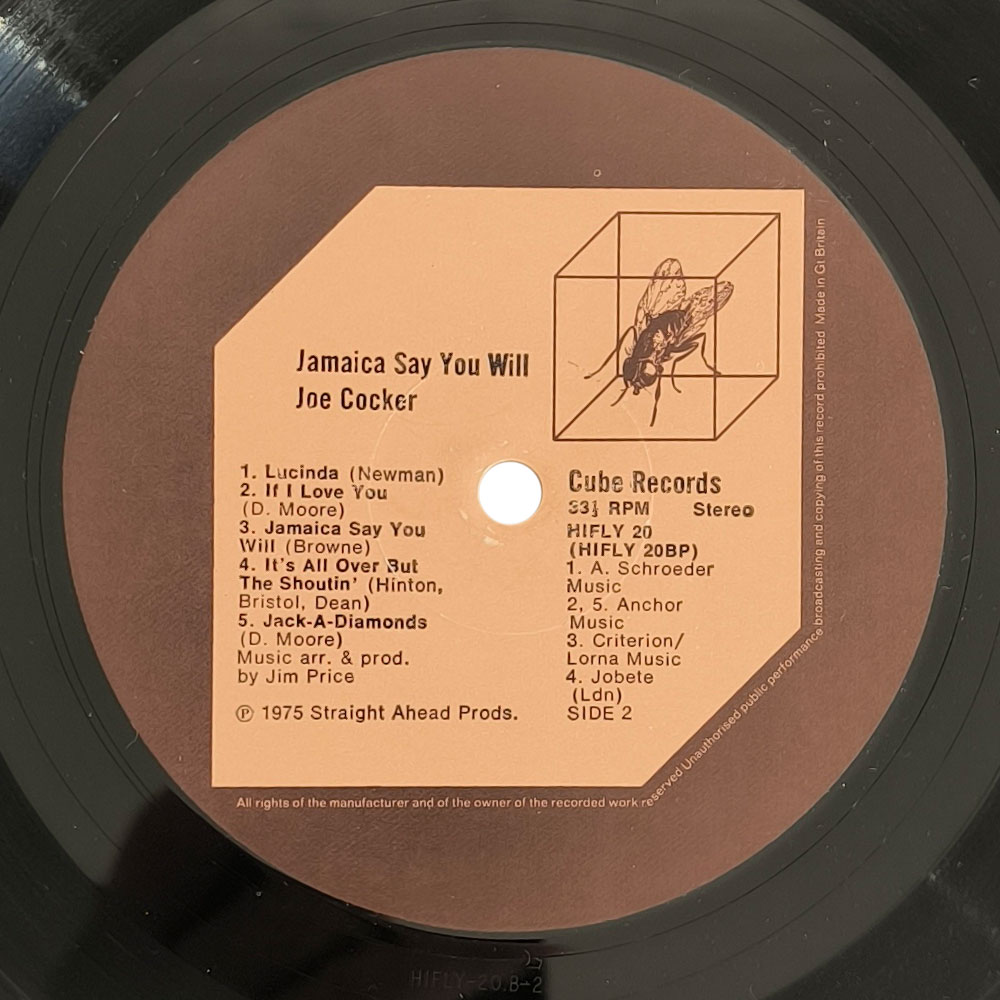 Jamaica Say You Will
Joe Cocker
1. Lucinda (Newman)
2. If I Love You
(D. Moore)
3. Jamaica Say You
Will (Browne)
4. It's All Over But
The Shoutin' (Hinton,
Bristol, Dean)
5. Jack-A-Diamonds
(D. Moore)
Music arr. & prod.
by Jim Price
℗ 1975 Straight Ahead Prods.
Cube Records
33⅓ RPM Stereo
HIFLY 20
(HIFLY 20BP)
1. A. Schroeder
Music
2, 5. Anchor
Music
3. Criterion/
Lorna Music
4. Jobete
(Ldn)
SIDE 2
All rights of the manufacturer and of the owner of the recorded work reserved Unauthorised public performance broadcasting and copying of this record prohibited Made in Gt Britain
HIFLY-20.B-2